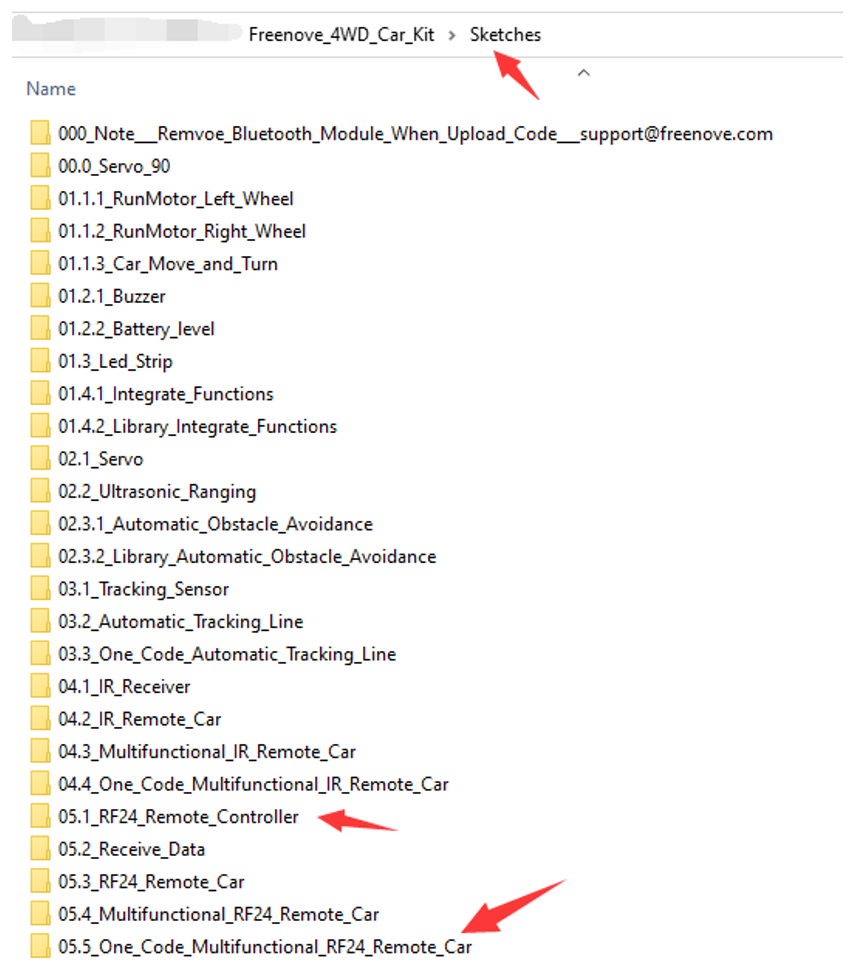 Freenove_4WD_Car_Kit > Sketches
Name
000_Note__Remvoe_Bluetooth_Module_When_Upload_Code__support@freenove.com
00.0_Servo_90
01.1.1_RunMotor_Left_Wheel
01.1.2_RunMotor_Right_Wheel
01.1.3_Car_Move_and_Turn
01.2.1_Buzzer
01.2.2_Battery_level
01.3_Led_Strip
01.4.1_Integrate_Functions
01.4.2_Library_Integrate_Functions
02.1_Servo
02.2_Ultrasonic_Ranging
02.3.1_Automatic_Obstacle_Avoidance
02.3.2_Library_Automatic_Obstacle_Avoidance
03.1_Tracking_Sensor
03.2_Automatic_Tracking_Line
03.3_One_Code_Automatic_Tracking_Line
04.1_IR_Receiver
04.2_IR_Remote_Car
04.3_Multifunctional_IR_Remote_Car
04.4_One_Code_Multifunctional_IR_Remote_Car
05.1_RF24_Remote_Controller
05.2_Receive_Data
05.3_RF24_Remote_Car
05.4_Multifunctional_RF24_Remote_Car
05.5_One_Code_Multifunctional_RF24_Remote_Car